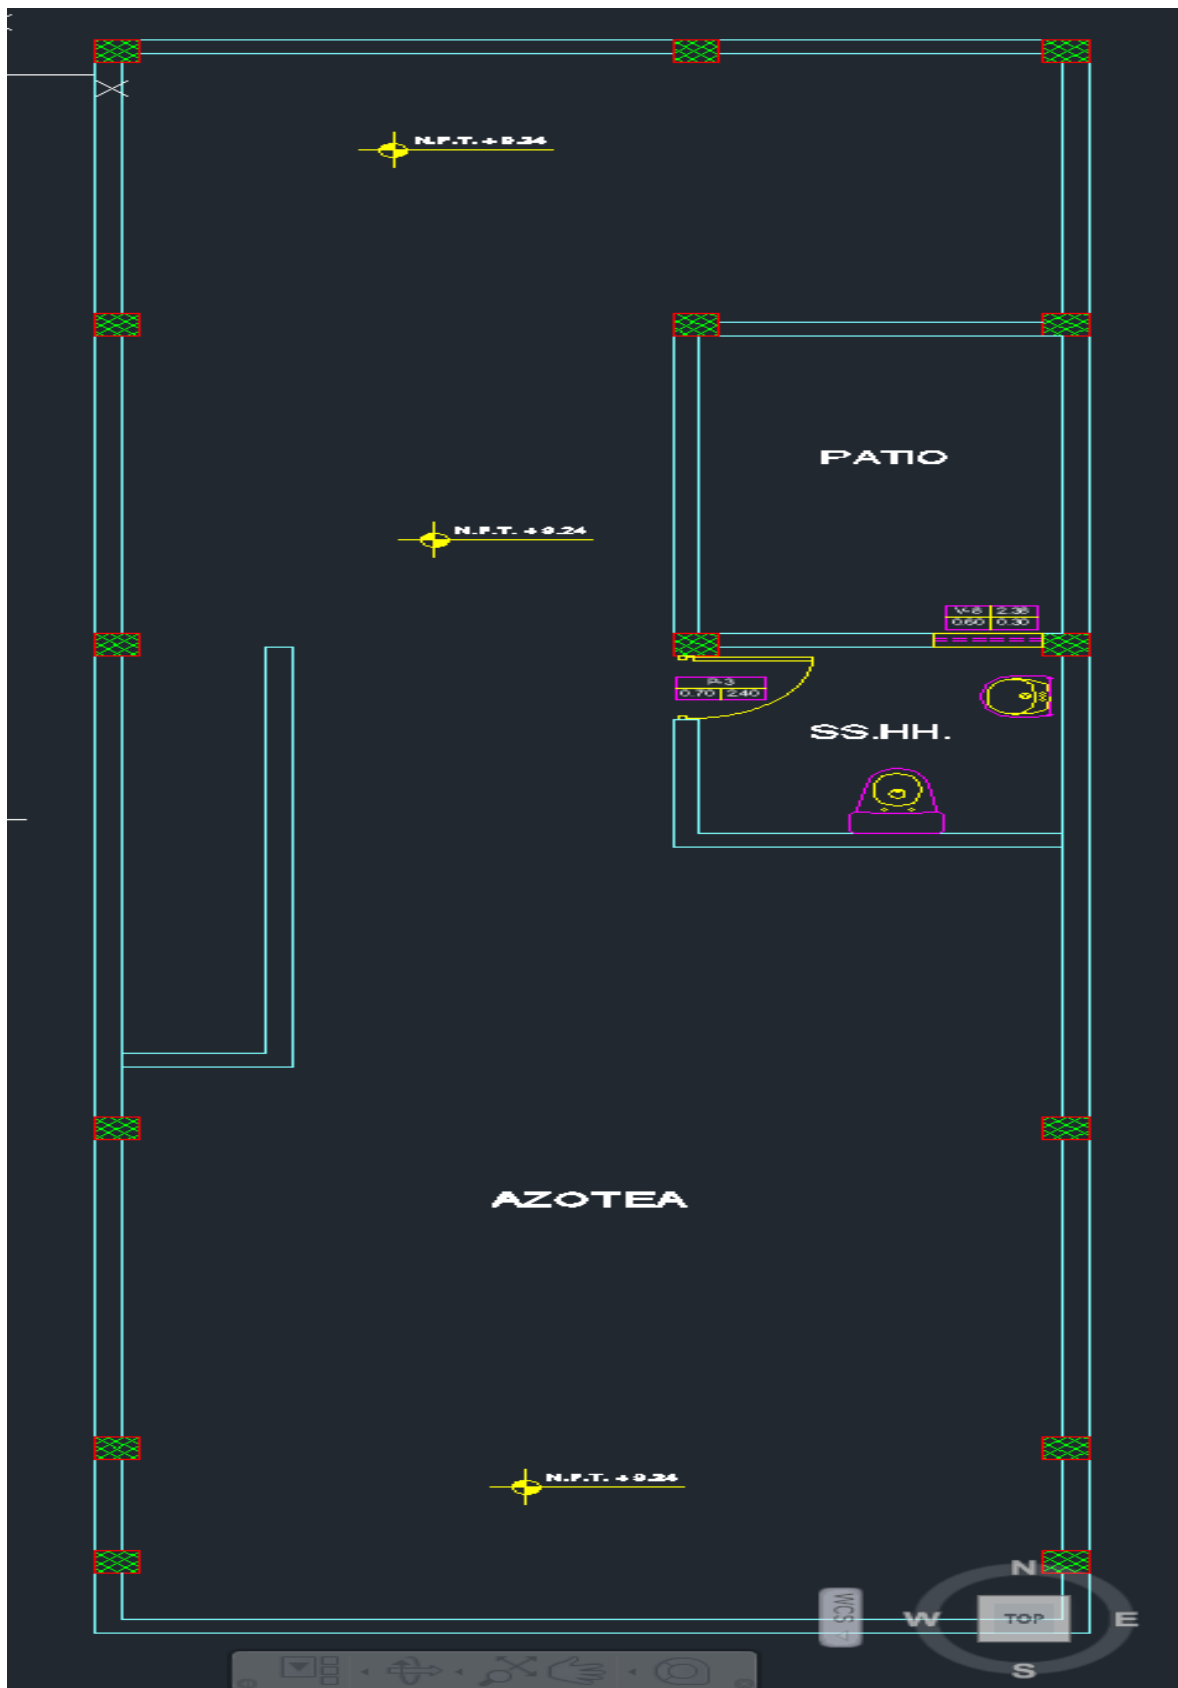 N.P.T. + 9.24
PATIO
N.P.T. + 9.24
V-6 2.36
0.60 0.30
P-3
0.70 2.40
SS.HH.
AZOTEA
N.P.T. + 9.24
N
WCS
W TOP E
S